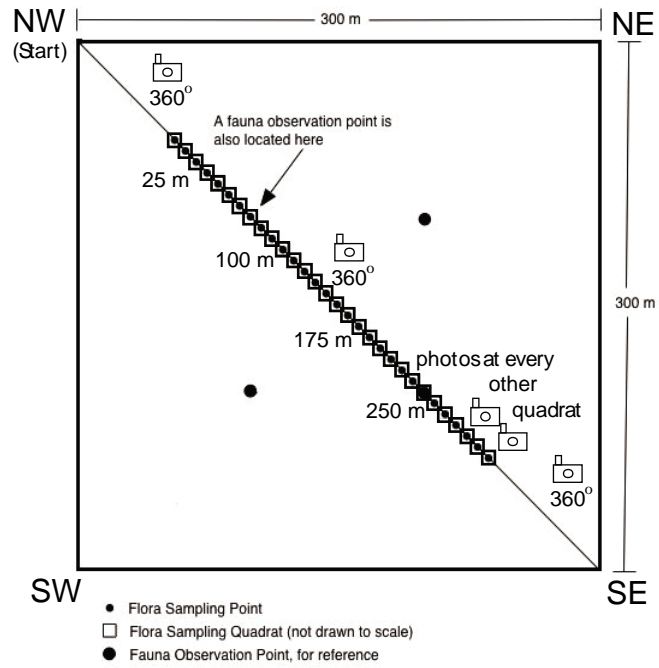 NW
300 m
NE
(Start)
360°
A fauna observation point is
also located here
25 m
100 m
360°
300 m
175 m
photos at every
other
quadrat
250 m
360°
SW
SE
Flora Sampling Point
Flora Sampling Quadrat (not drawn to scale)
Fauna Observation Point, for reference